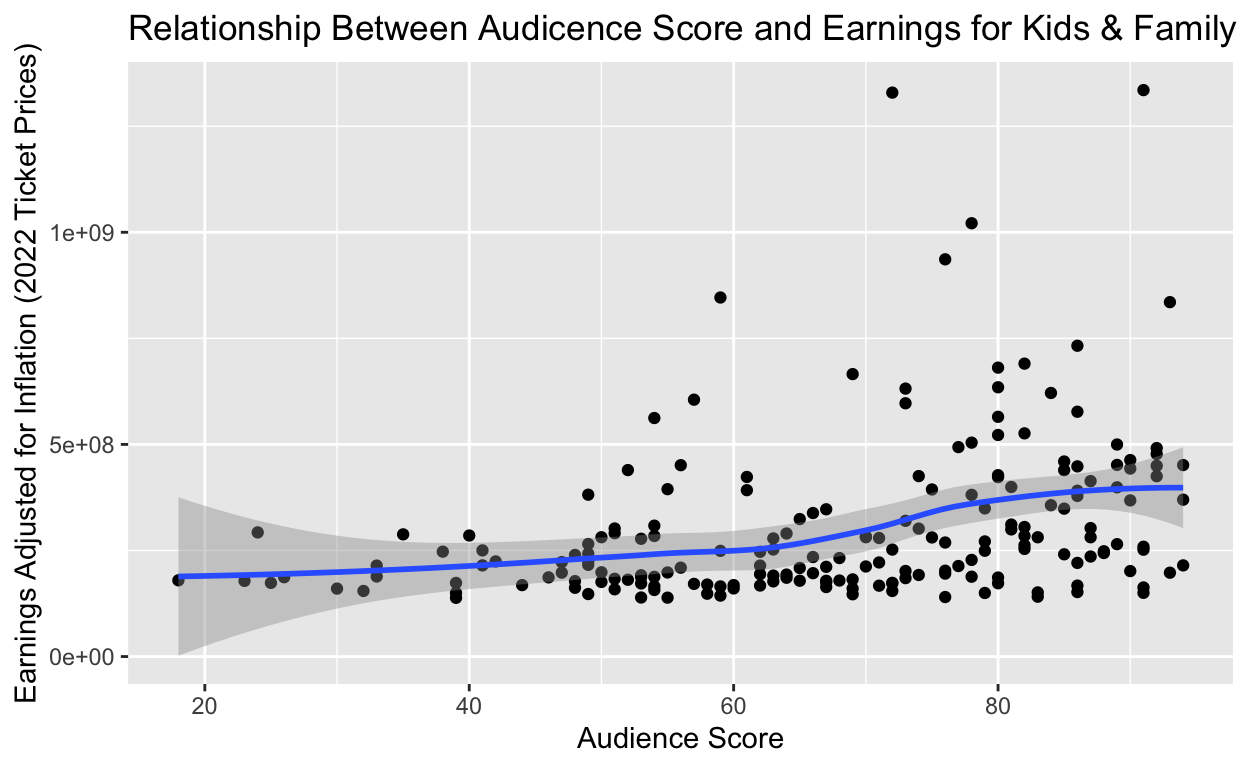 Relationship Between Audicence Score and Earnings for Kids & Family
Earnings Adjusted for Inflation (2022 Ticket Prices)
1e+09
5e+08
0e+00
20 40 60 80
Audience Score